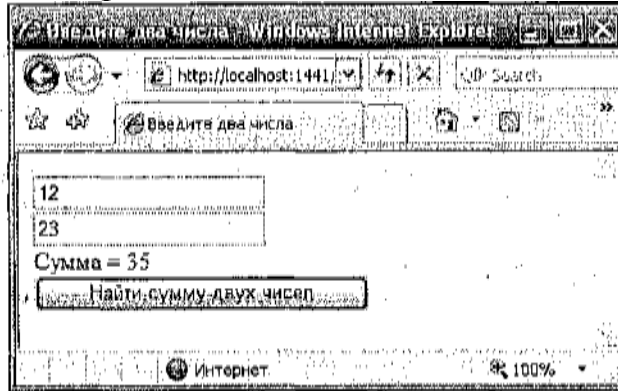 Введите два числа - Windows Internet Explorer
http://localhost:1441/
Search
Введите два числа
»
12
23
Сумма = 35
Найти сумму двух чисел
Интернет
100%